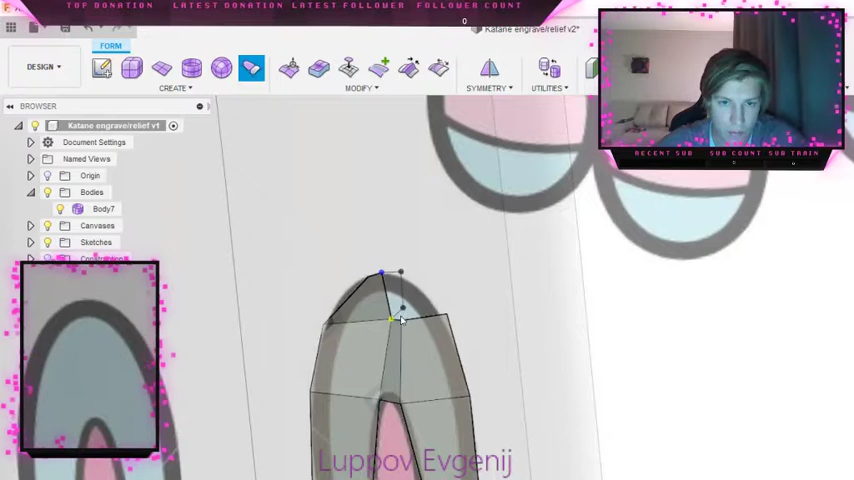 TOP DONATION LATEST DONATION LATEST FOLLOWER FOLLOWER COUNT
0
Katane engrave/relief v2*
FORM
DESIGN
CREATE
MODIFY
SYMMETRY
UTILITIES
BROWSER
Katane engrave/relief v1
Document Settings
Named Views
Origin
Bodies
Body7
Canvases
Sketches
RECENT SUB SUB COUNT SUB TRAIN
Luppov Evgenij